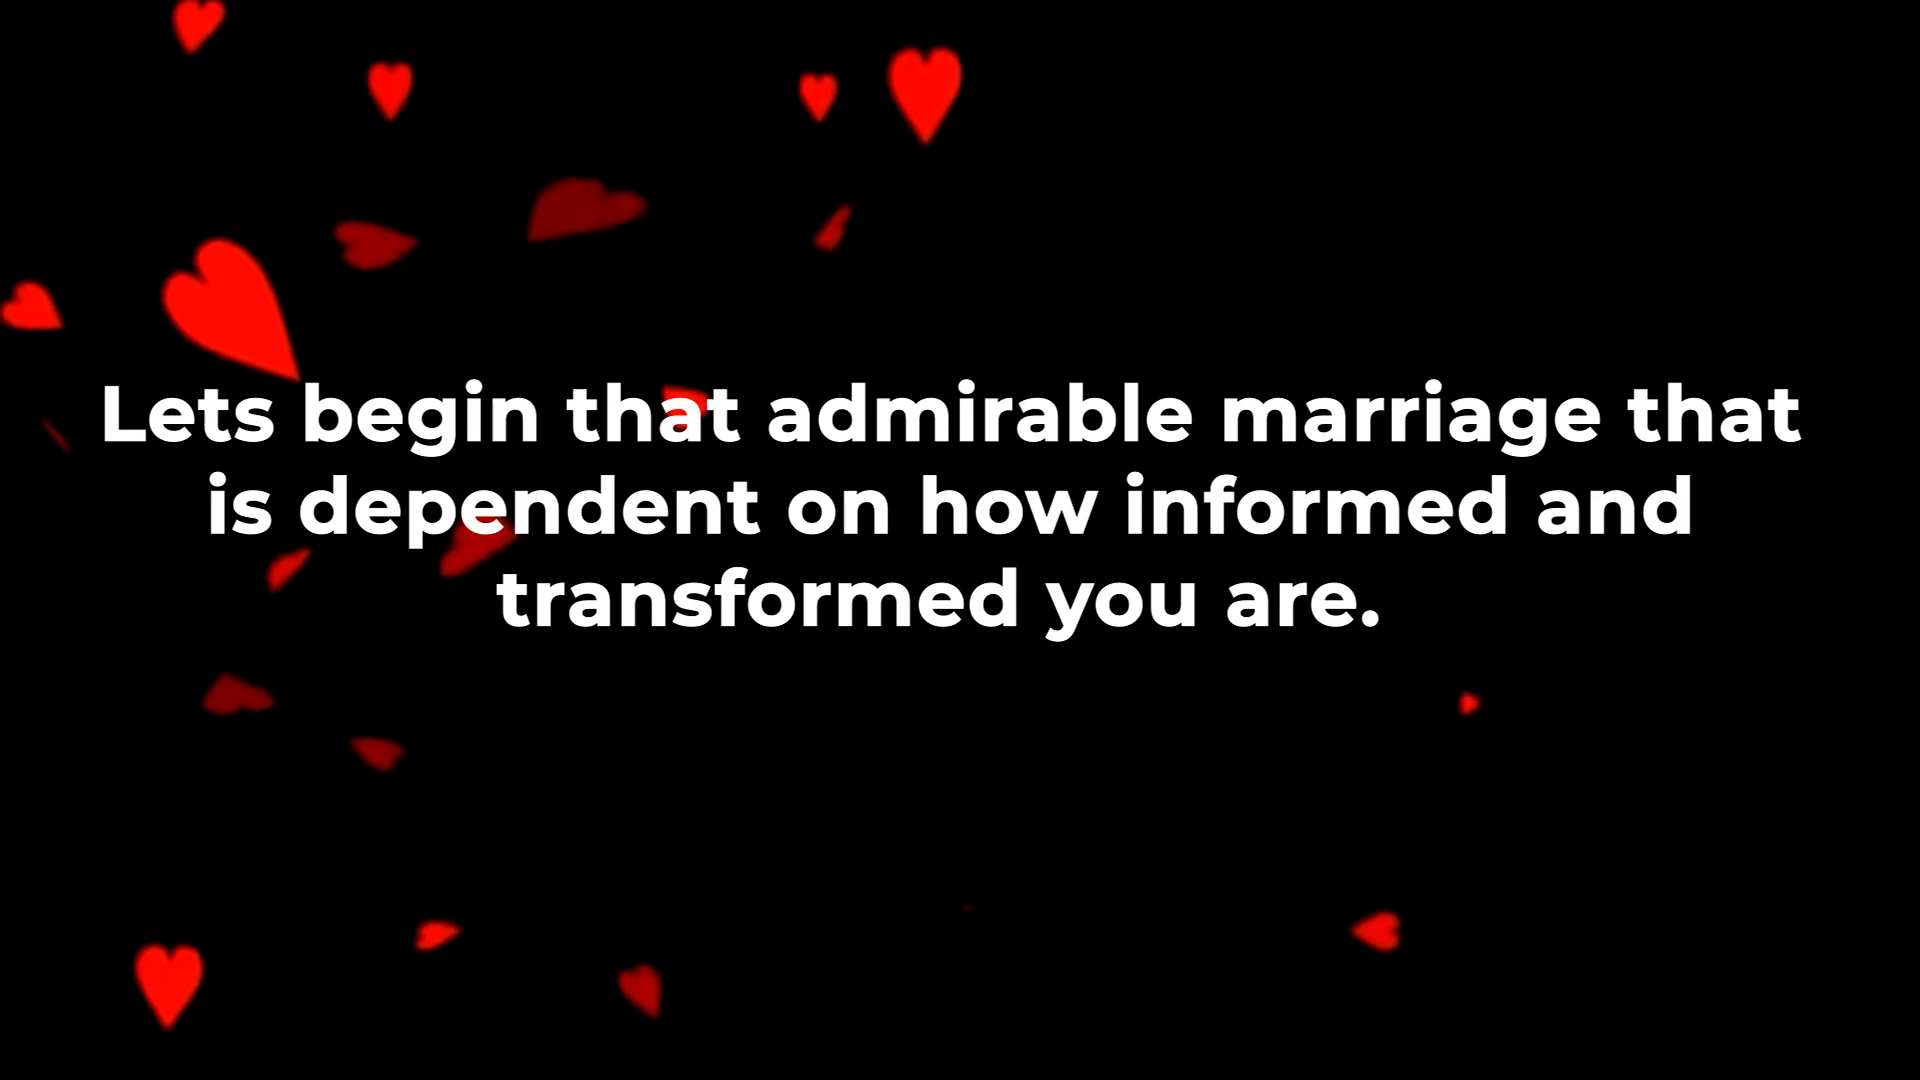 Lets begin that admirable marriage that
is dependent on how informed and
transformed you are.